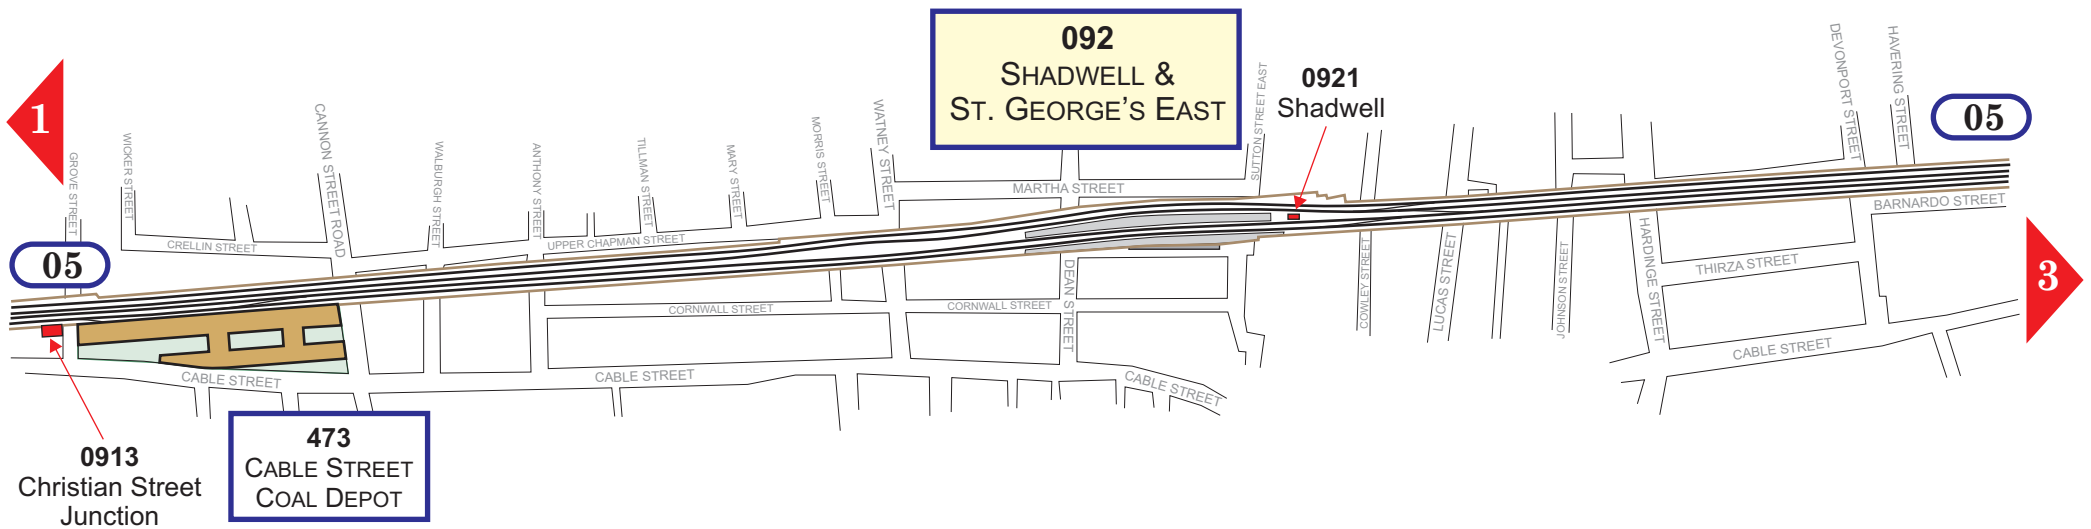 092
SHADWELL &
ST. GEORGE'S EAST
0921
Shadwell
05
1
3
05
GROVE STREET
WICKER STREET
CRELLIN STREET
CANNON STREET ROAD
WALBURGH STREET
ANTHONY STREET
UPPER CHAPMAN STREET
TILLMAN STREET
MARY STREET
MORRIS STREET
WATNEY STREET
MARTHA STREET
SUTTON STREET EAST
DEVONPORT STREET
HAVERING STREET
BARNARDO STREET
CORNWALL STREET
CORNWALL STREET
DEAN STREET
COWLEY STREET
LUCAS STREET
JOHNSON STREET
HARDINGE STREET
THIRZA STREET
CABLE STREET
CABLE STREET
CABLE STREET
CABLE STREET
0913
Christian Street
Junction
473
CABLE STREET
COAL DEPOT